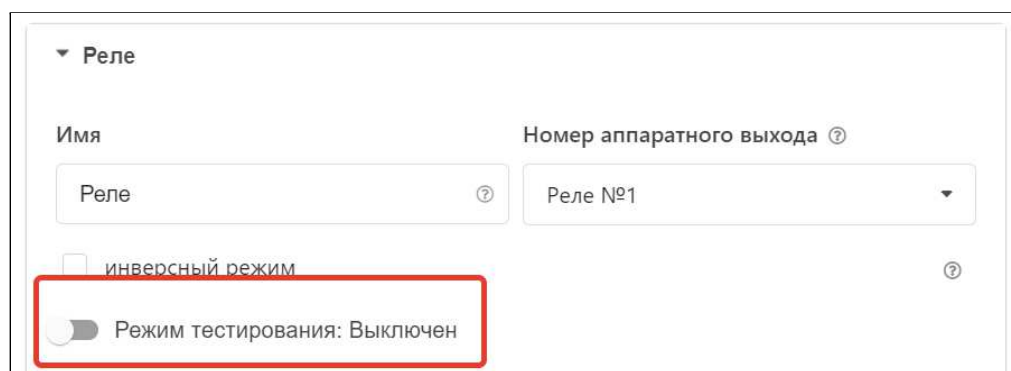 Реле
Имя
Номер аппаратного выхода
Реле
Реле №1
инверсный режим
Режим тестирования: Выключен